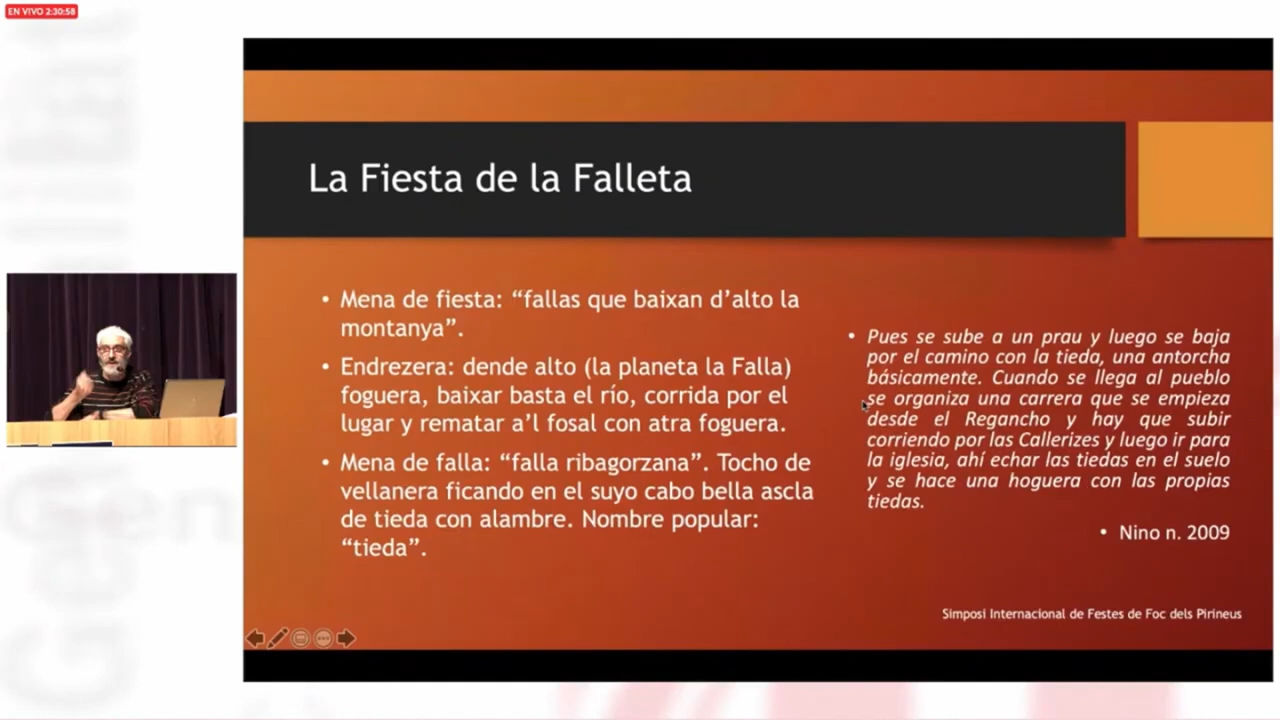 EN VIVO 2:30:58
La Fiesta de la Falleta
• Mena de fiesta: “fallas que baixan d’alto la
montanya”.
• Endrezera: dende alto (la planeta la Falla)
foguera, baixar basta el río, corrida por el
lugar y rematar a’l fosal con atra foguera.
• Mena de falla: “falla ribagorzana”. Tocho de
vellanera ficando en el suyo cabo bella ascla
de tieda con alambre. Nombre popular:
“tieda”.
• Pues se sube a un prau y luego se baja
por el camino con la tieda, una antorcha
básicamente. Cuando se llega al pueblo
se organiza una carrera que se empieza
desde el Regancho y hay que subir
corriendo por las Callerizes y luego ir para
la iglesia, ahí echar las tiedas en el suelo
y se hace una hoguera con las propias
tiedas.
• Nino n. 2009
Simposi Internacional de Festes de Foc dels Pirineus